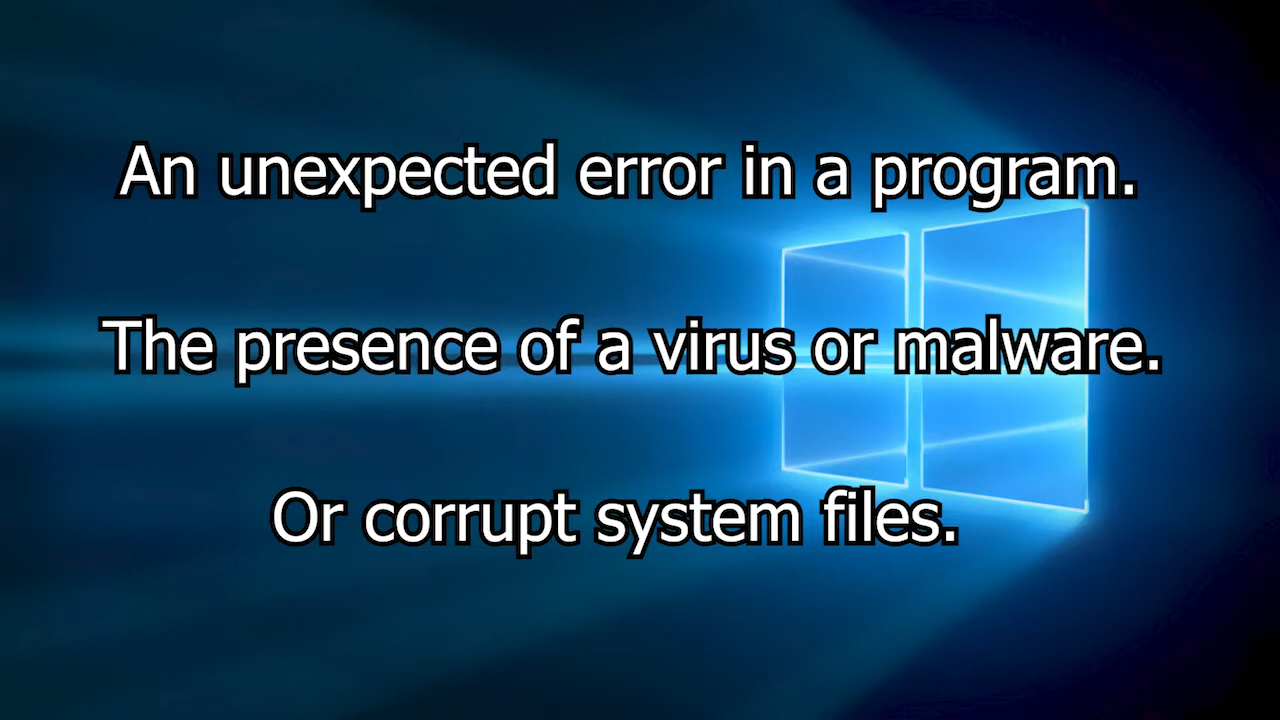 An unexpected error in a program.
The presence of a virus or malware.
Or corrupt system files.